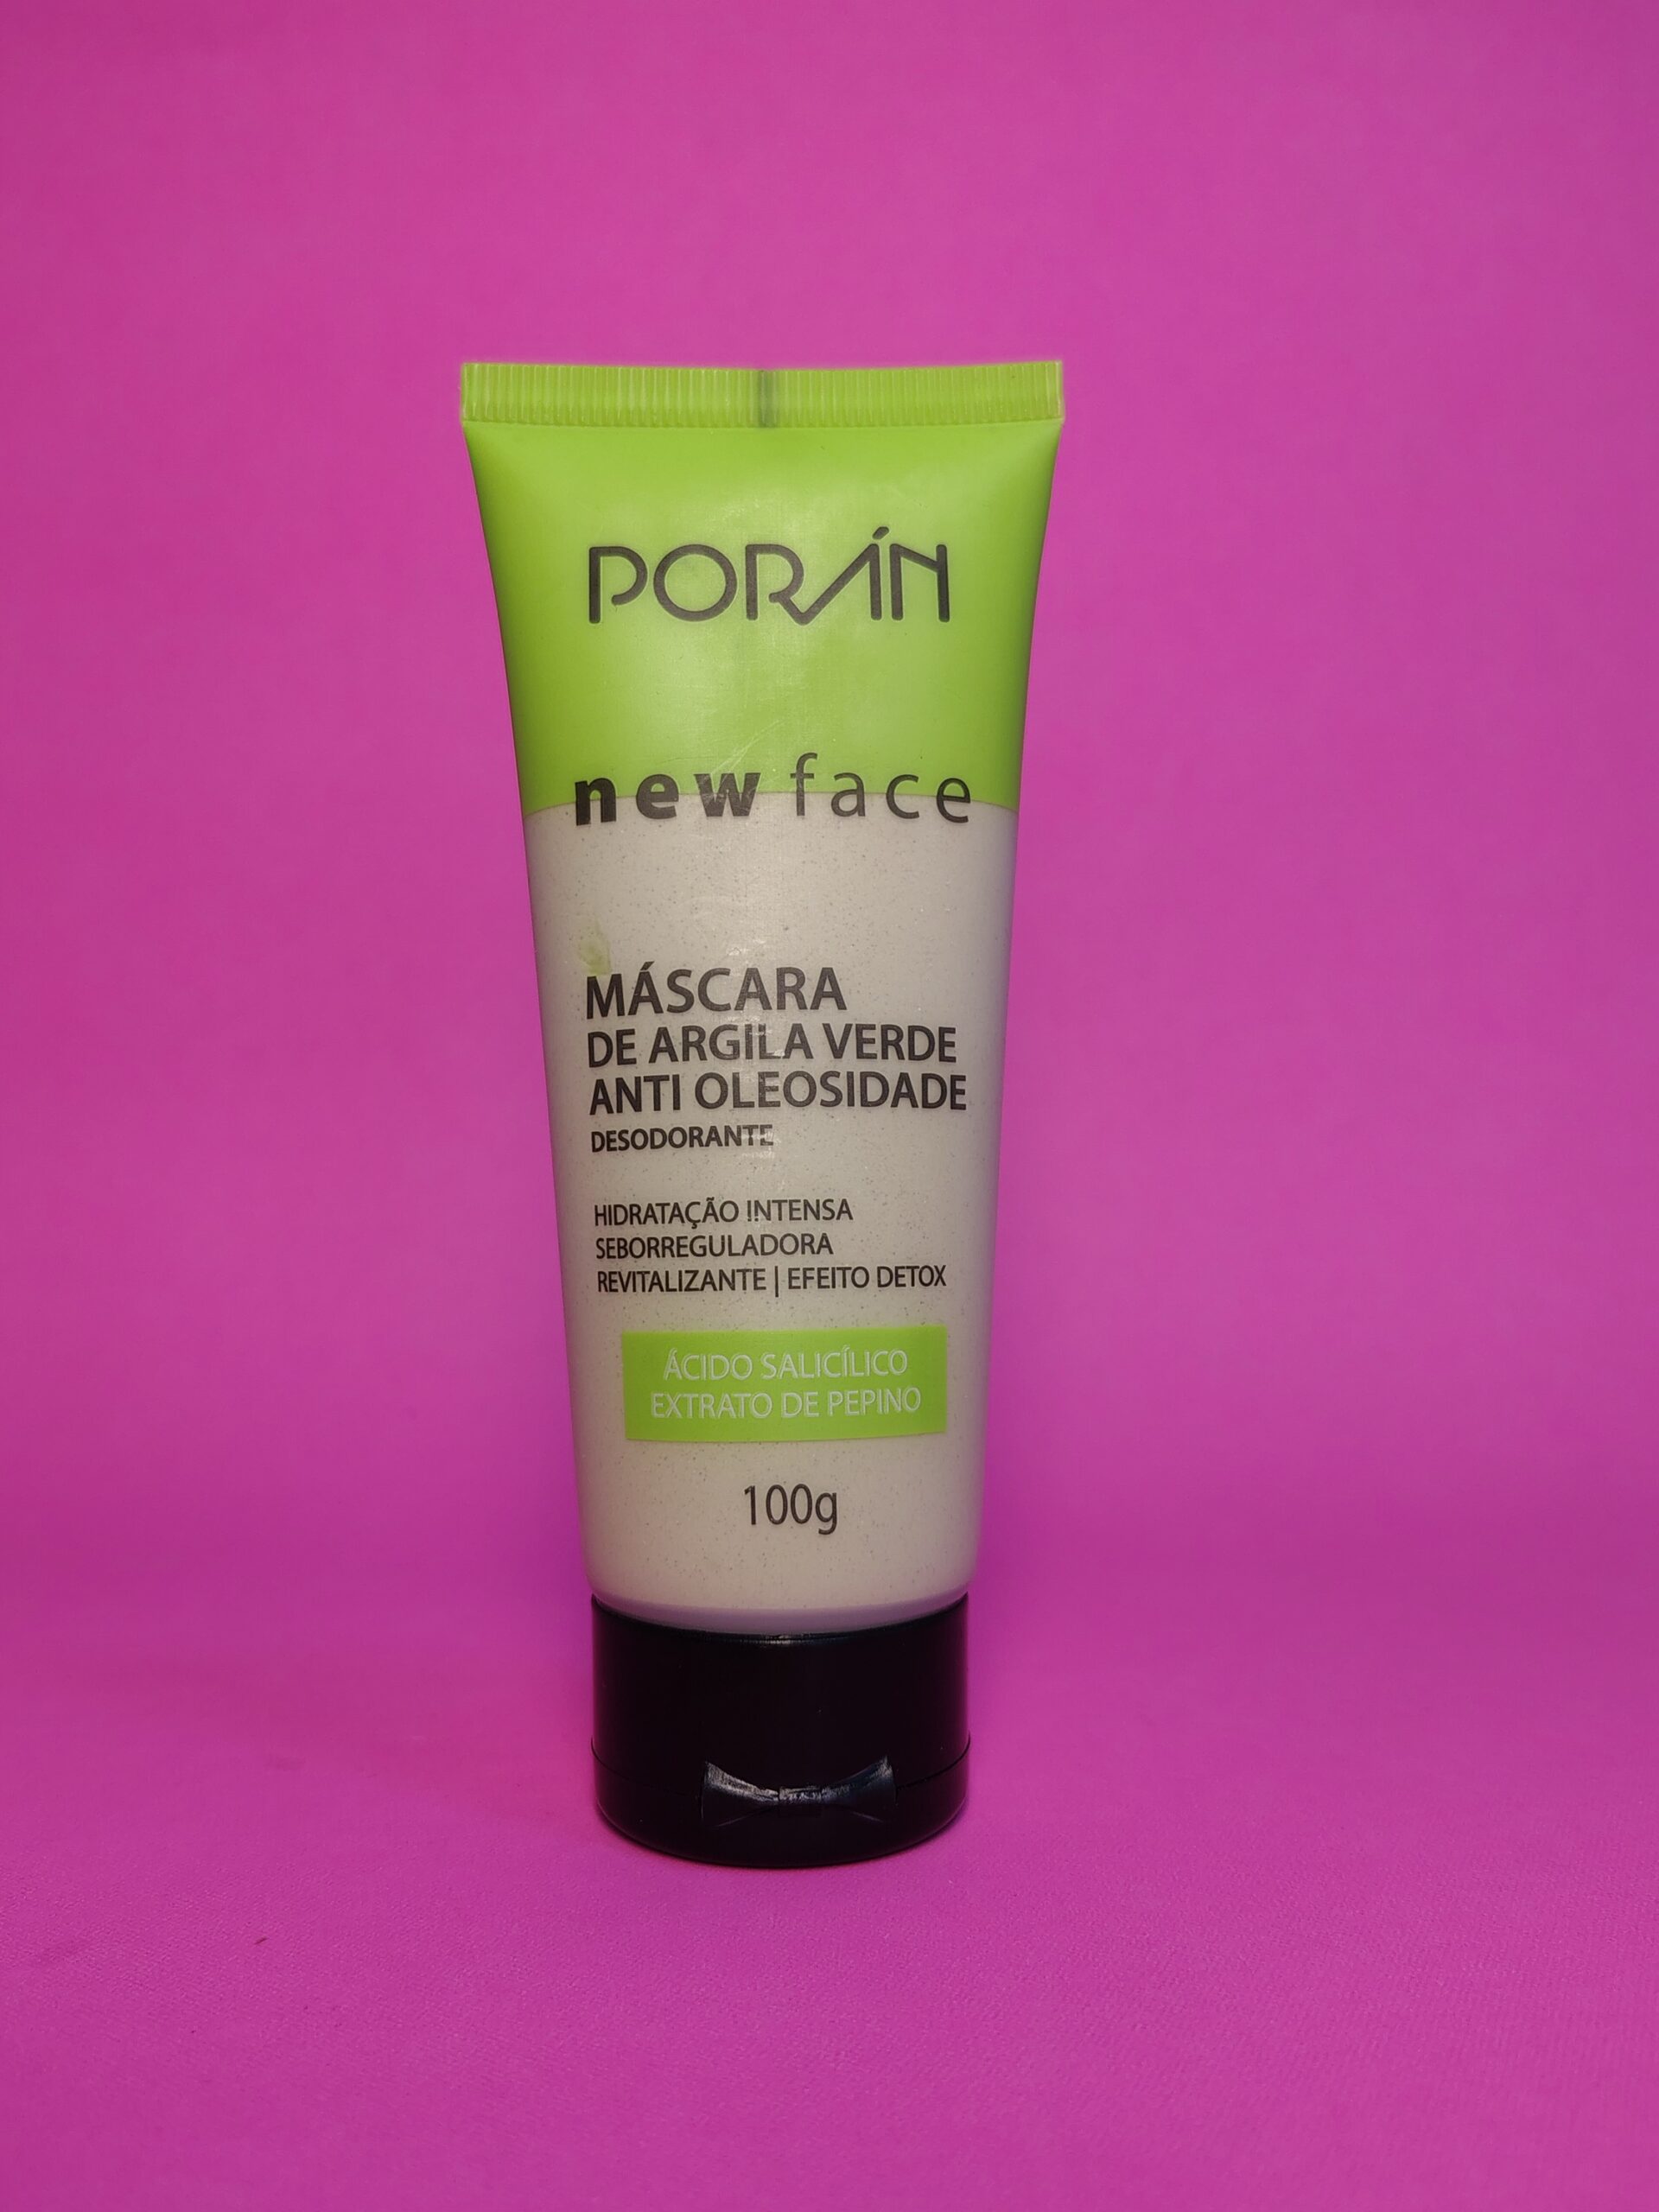 PORÁN
new face
MÁSCARA
DE ARGILA VERDE
ANTI OLEOSIDADE
DESODORANTE
HIDRATAÇÃO INTENSA
SEBORREGULADORA
REVITALIZANTE | EFEITO DETOX
ÁCIDO SALICÍLICO
EXTRATO DE PEPINO
100g